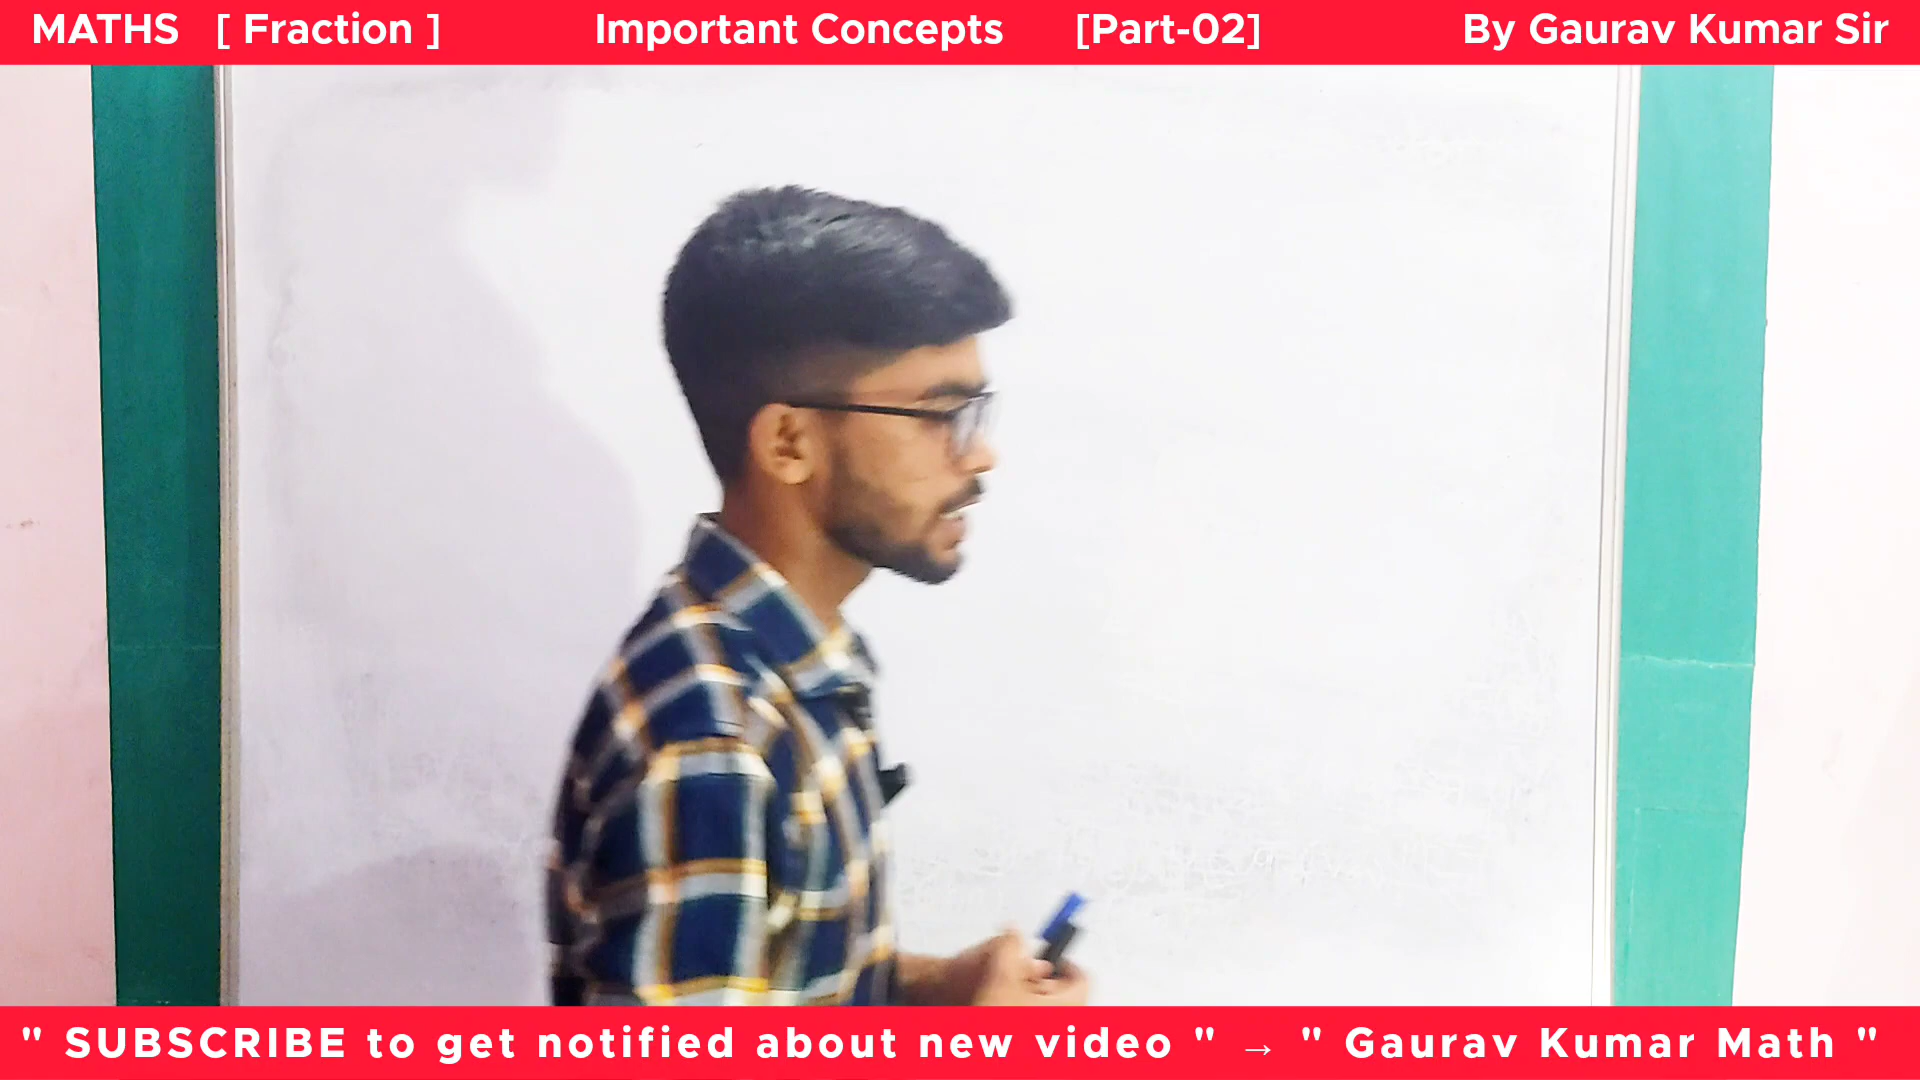 MATHS [ Fraction ] Important Concepts [Part-02] By Gaurav Kumar Sir
" SUBSCRIBE to get notified about new video " → " Gaurav Kumar Math "